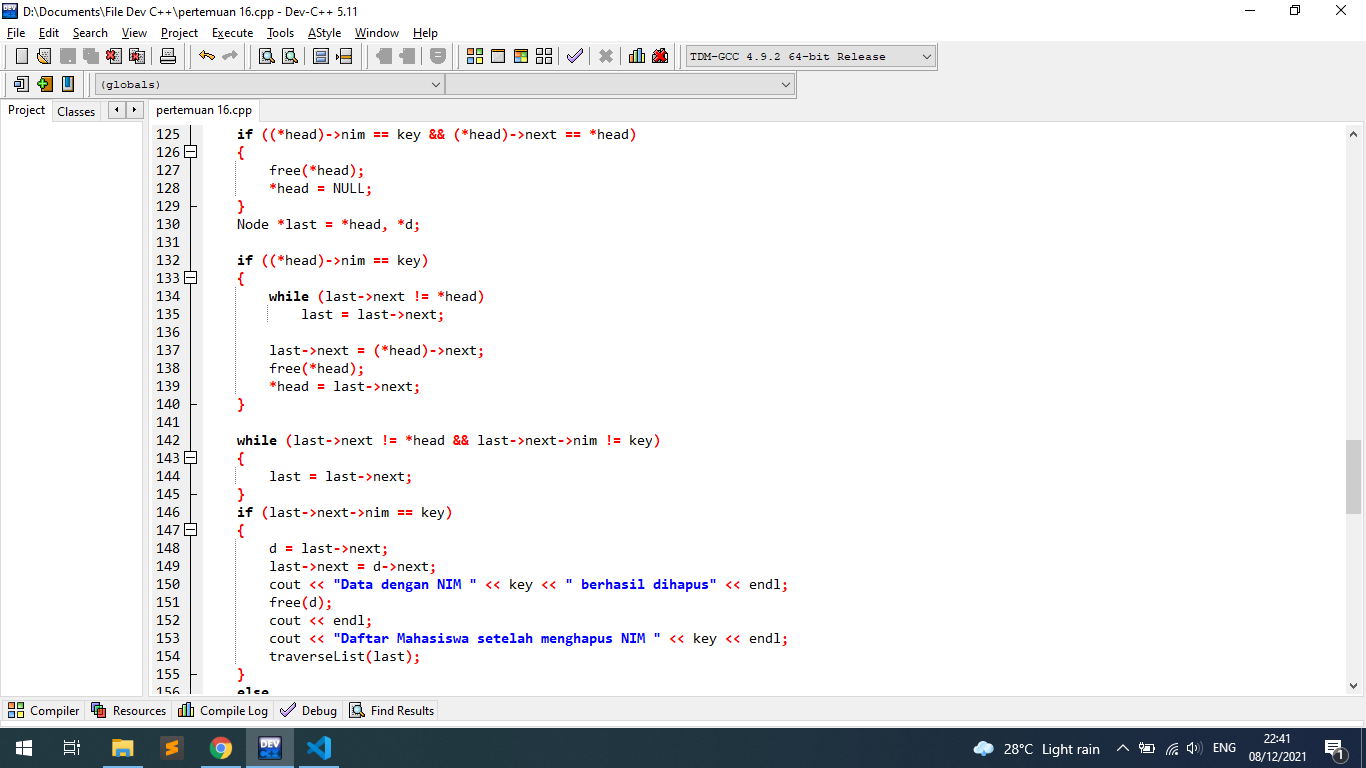 D:\Documents\File Dev C++\pertemuan 16.cpp - Dev-C++ 5.11
File Edit Search View Project Execute Tools AStyle Window Help
TDM-GCC 4.9.2 64-bit Release
(globals)
Project Classes pertemuan 16.cpp
125 if ((*head)->nim == key && (*head)->next == *head)
126 {
127 free(*head);
128 *head = NULL;
129 }
130 Node *last = *head, *d;
131
132 if ((*head)->nim == key)
133 {
134 while (last->next != *head)
135 last = last->next;
136
137 last->next = (*head)->next;
138 free(*head);
139 *head = last->next;
140 }
141
142 while (last->next != *head && last->next->nim != key)
143 {
144 last = last->next;
145 }
146 if (last->next->nim == key)
147 {
148 d = last->next;
149 last->next = d->next;
150 cout << "Data dengan NIM " << key << " berhasil dihapus" << endl;
151 free(d);
152 cout << endl;
153 cout << "Daftar Mahasiswa setelah menghapus NIM " << key << endl;
154 traverseList(last);
155 }
156 else
Compiler Resources Compile Log Debug Find Results
DEV
28°C Light rain ENG 22:41
08/12/2021 1